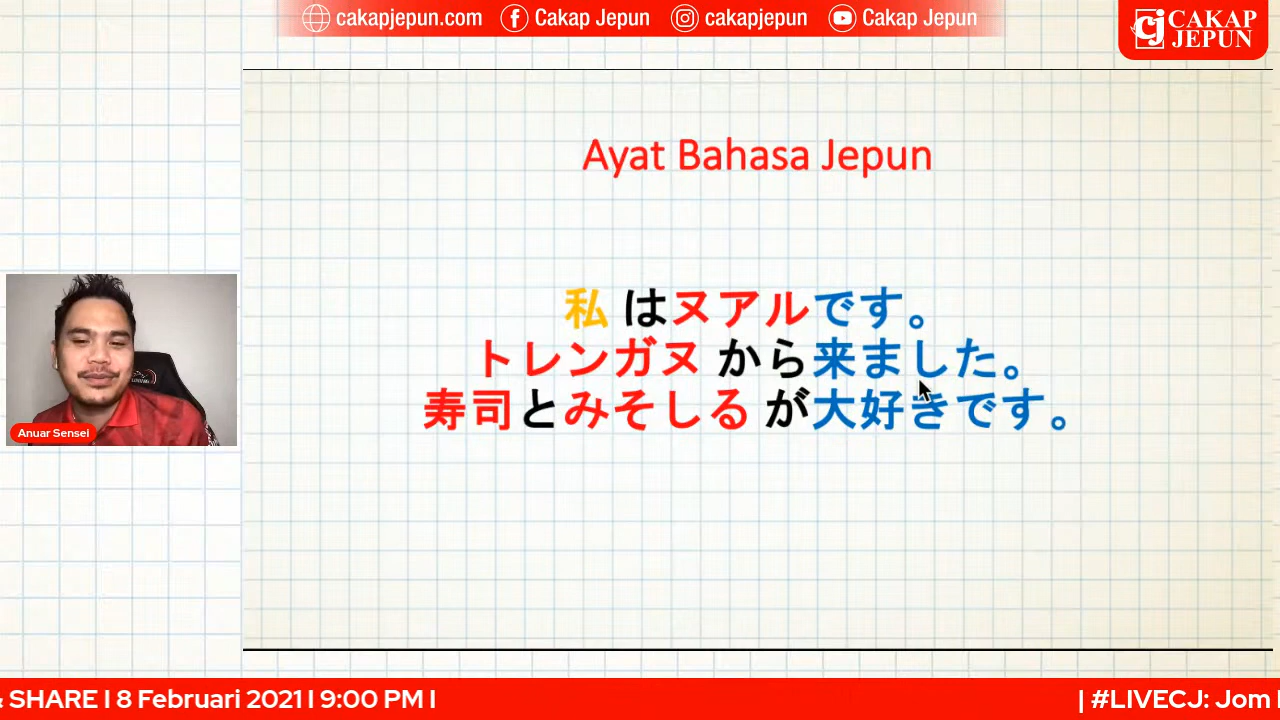 cakapjepun.com Cakap Jepun cakapjepun Cakap Jepun
CAKAP
JEPUN
Ayat Bahasa Jepun
私 はヌアルです。
トレンガヌ から来ました。
寿司とみそしる が大好きです。
Anuar Sensei
SHARE I 8 Februari 2021 I 9:00 PM I | #LIVECJ: Jom